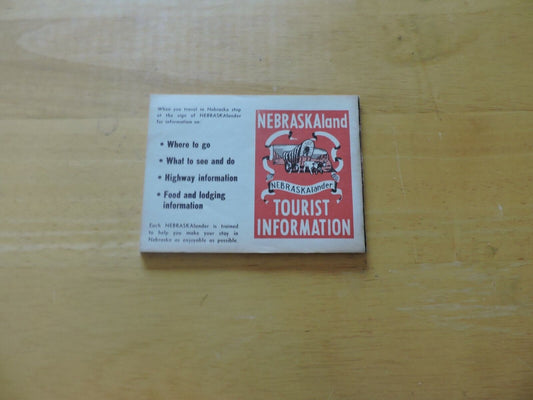 When you travel in Nebraska stop
at the sign of NEBRASKAlander
for information on:
• Where to go
• What to see and do
• Highway information
• Food and lodging
information
Each NEBRASKAlander is trained
to help you make your stay in
Nebraska as enjoyable as possible.
NEBRASKAland
NEBRASKAlander
TOURIST
INFORMATION